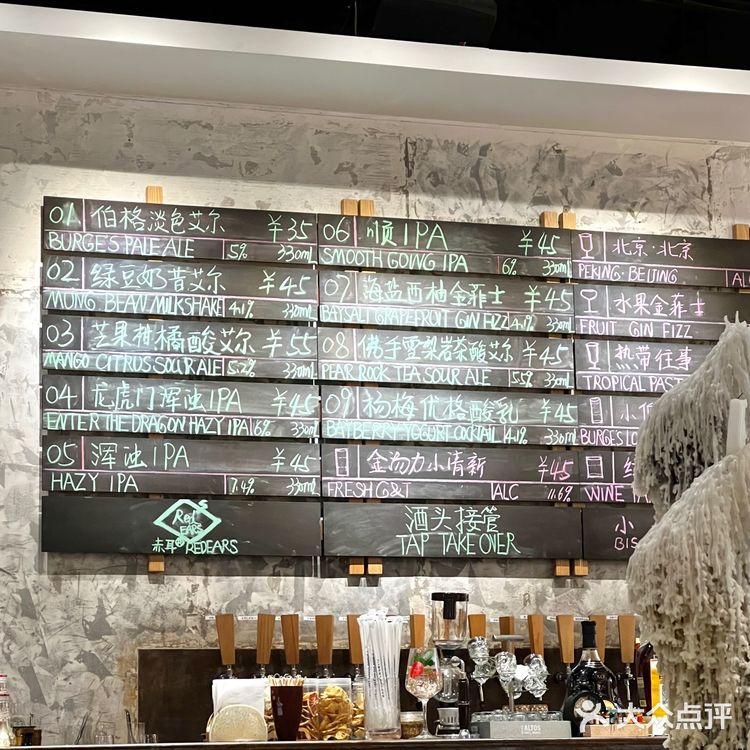 01 伯格淡色艾尔 ¥35
BURGES PALE ALE 5% 330ml
02 绿豆奶昔艾尔 ¥45
MUNG BEAN MILKSHAKE 4.1% 330ml
03 芒果柑橘酸艾尔 ¥55
MANGO CITRUS SOUR ALE 5.2% 330ml
04 龙虎门浑浊IPA ¥45
ENTER THE DRAGON HAZY IPA 6% 330ml
05 浑浊IPA ¥45
HAZY IPA 7.4% 330ml
Red'S
EARS
赤耳® REDEARS
06 顺IPA ¥45
SMOOTH GOING IPA 6% 330ml
07 海盐西柚金菲士 ¥45
BAYSALT GRAPEFRUIT GIN FIZZ 4.1% 330ml
08 佛手雪梨岩茶酸艾尔 ¥45
PEAR ROCK TEA SOUR ALE 5.5% 330ml
09 杨梅优格酸乳 ¥45
BAYBERRY YOGURT COCKTAIL 4.1% 330ml
金汤力小清新 ¥45
FRESH G&T ALC 11.6%
酒头接管
TAP TAKE OVER
北京·北京
PEKING·BEIJING AL
水果金菲士
FRUIT GIN FIZZ
热带往事
TROPICAL PAST
小伯
BURGES LO
WINE
小
BIS
ALTOS
大众点评